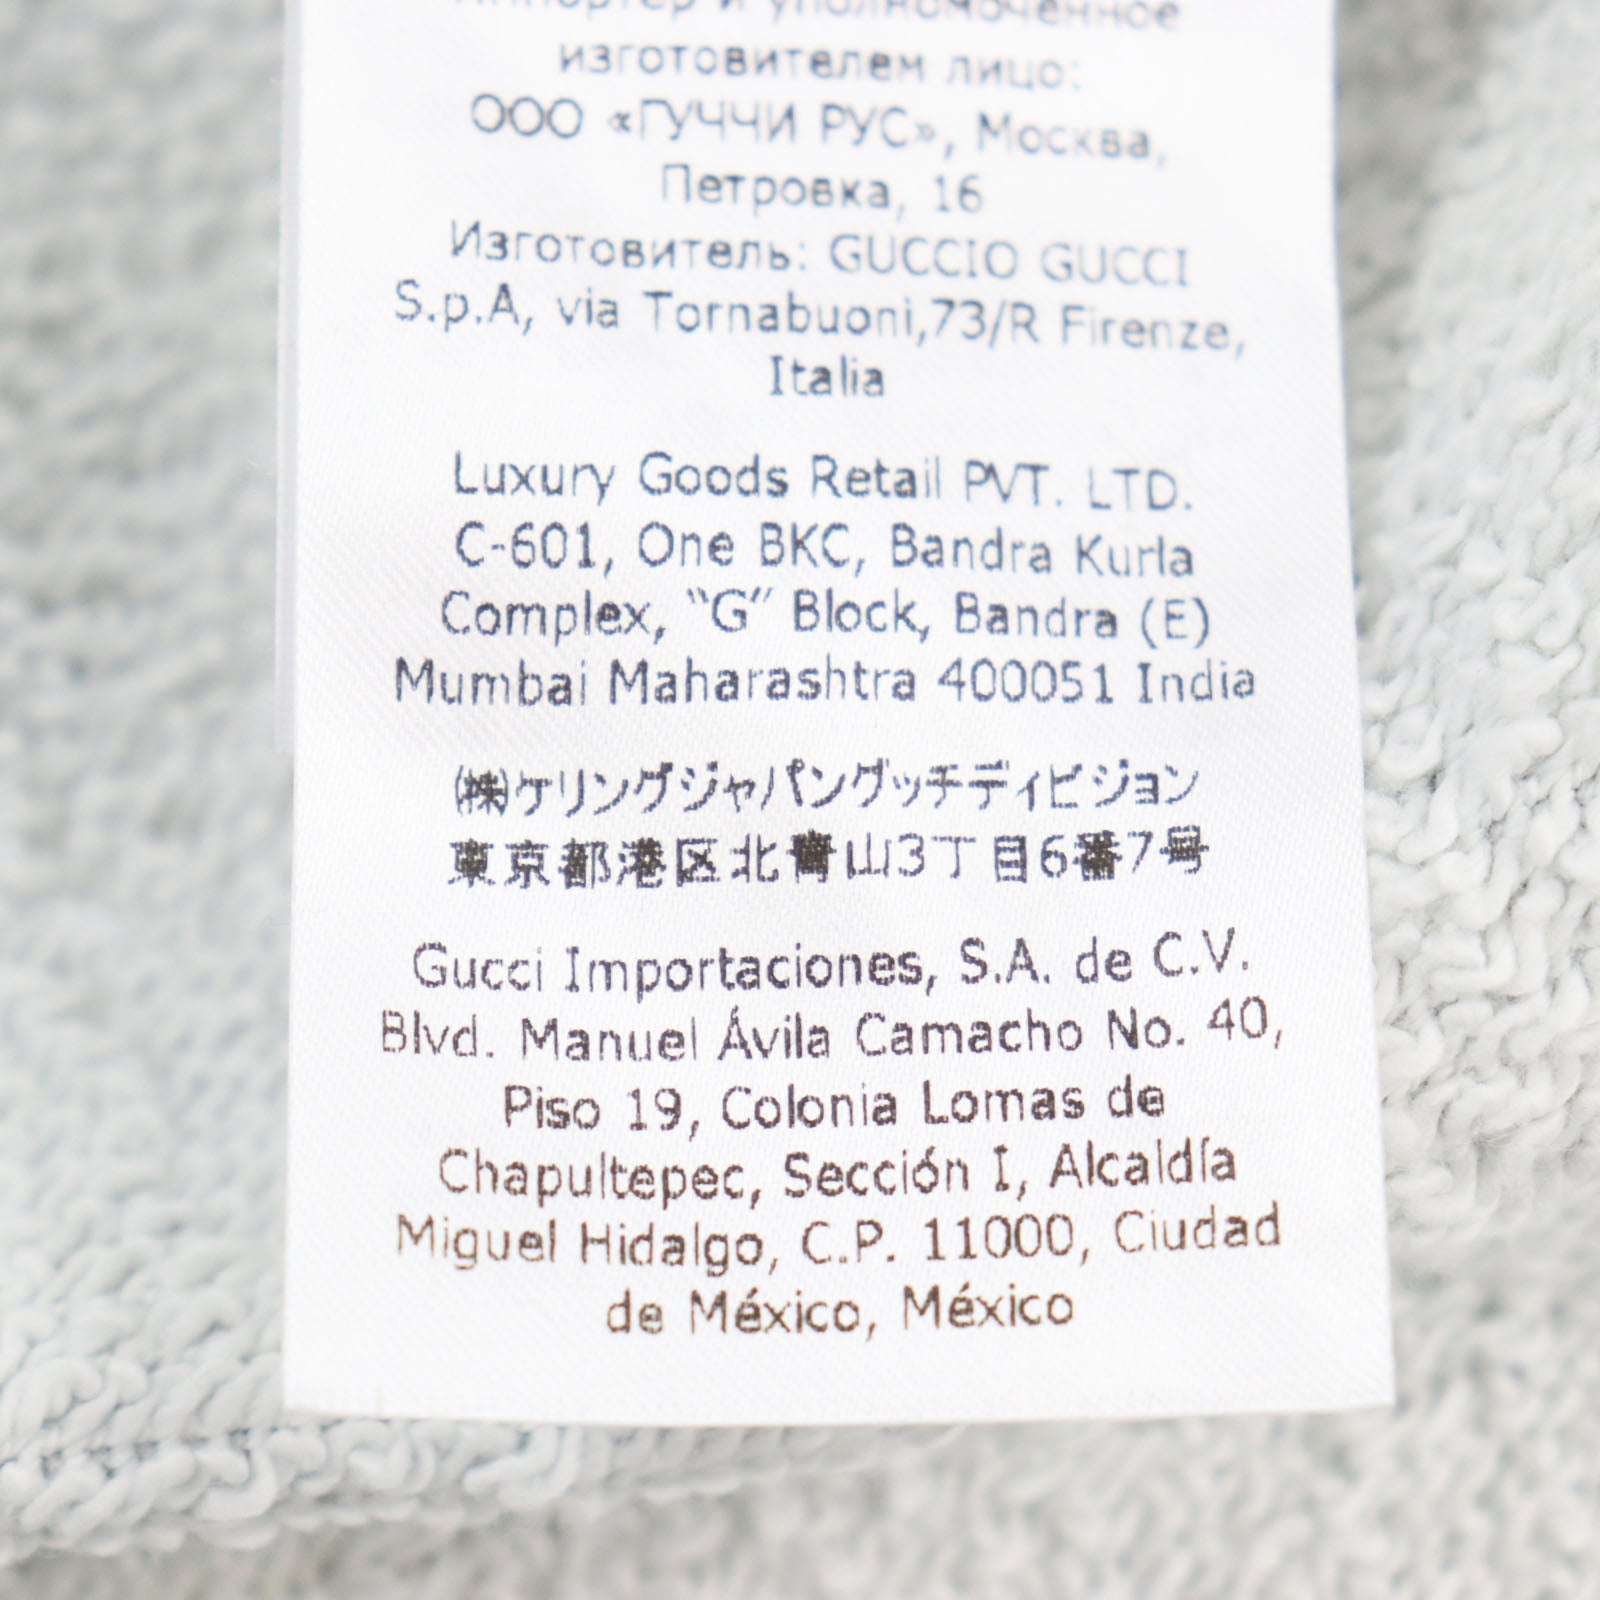 Импортер и уполномоченное
изготовителем лицо:
ООО «ГУЧЧИ РУС», Москва,
Петровка, 16
Изготовитель: GUCCIO GUCCI
S.p.A, via Tornabuoni,73/R Firenze,
Italia
Luxury Goods Retail PVT. LTD.
C-601, One BKC, Bandra Kurla
Complex, “G” Block, Bandra (E)
Mumbai Maharashtra 400051 India
(株)ケリングジャパングッチディビジョン
東京都港区北青山3丁目6番7号
Gucci Importaciones, S.A. de C.V.
Blvd. Manuel Ávila Camacho No. 40,
Piso 19, Colonia Lomas de
Chapultepec, Sección I, Alcaldía
Miguel Hidalgo, C.P. 11000, Ciudad
de México, México